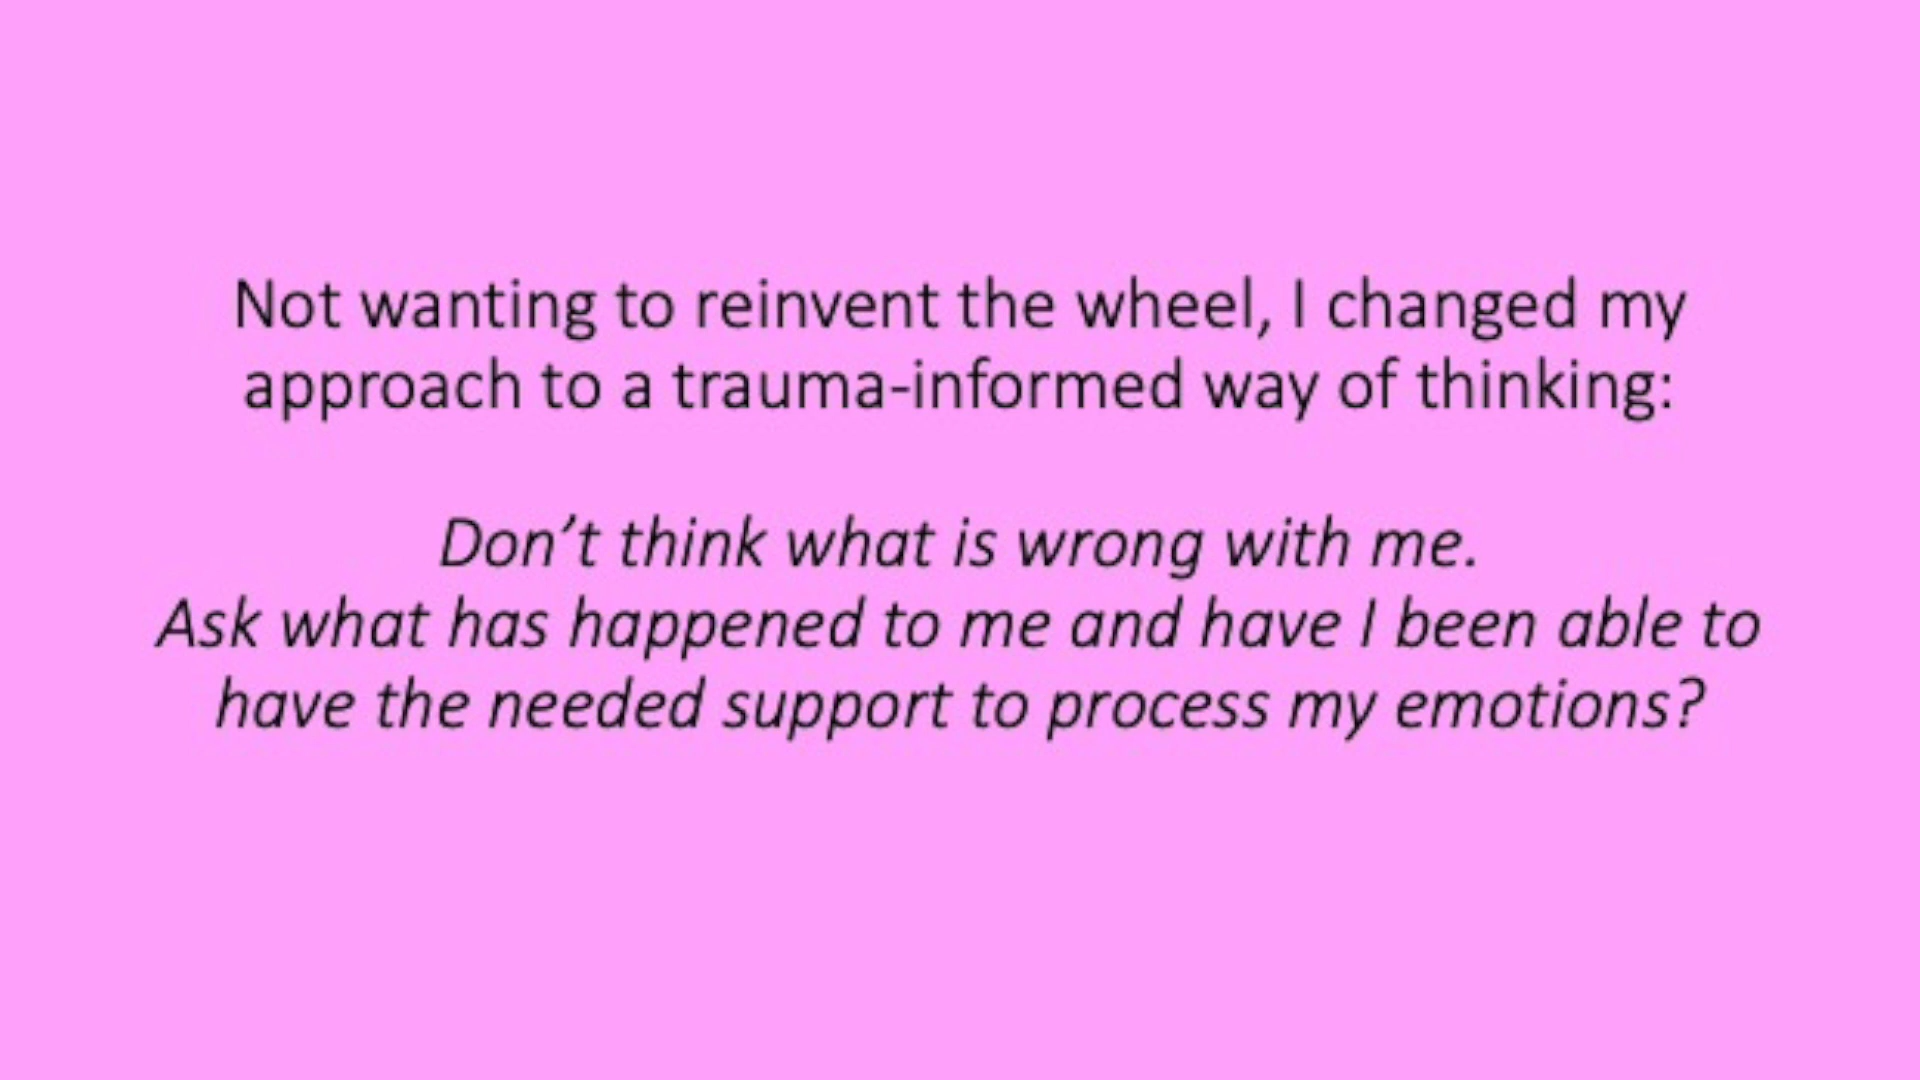 Not wanting to reinvent the wheel, I changed my
approach to a trauma-informed way of thinking:
Don’t think what is wrong with me.
Ask what has happened to me and have I been able to
have the needed support to process my emotions?